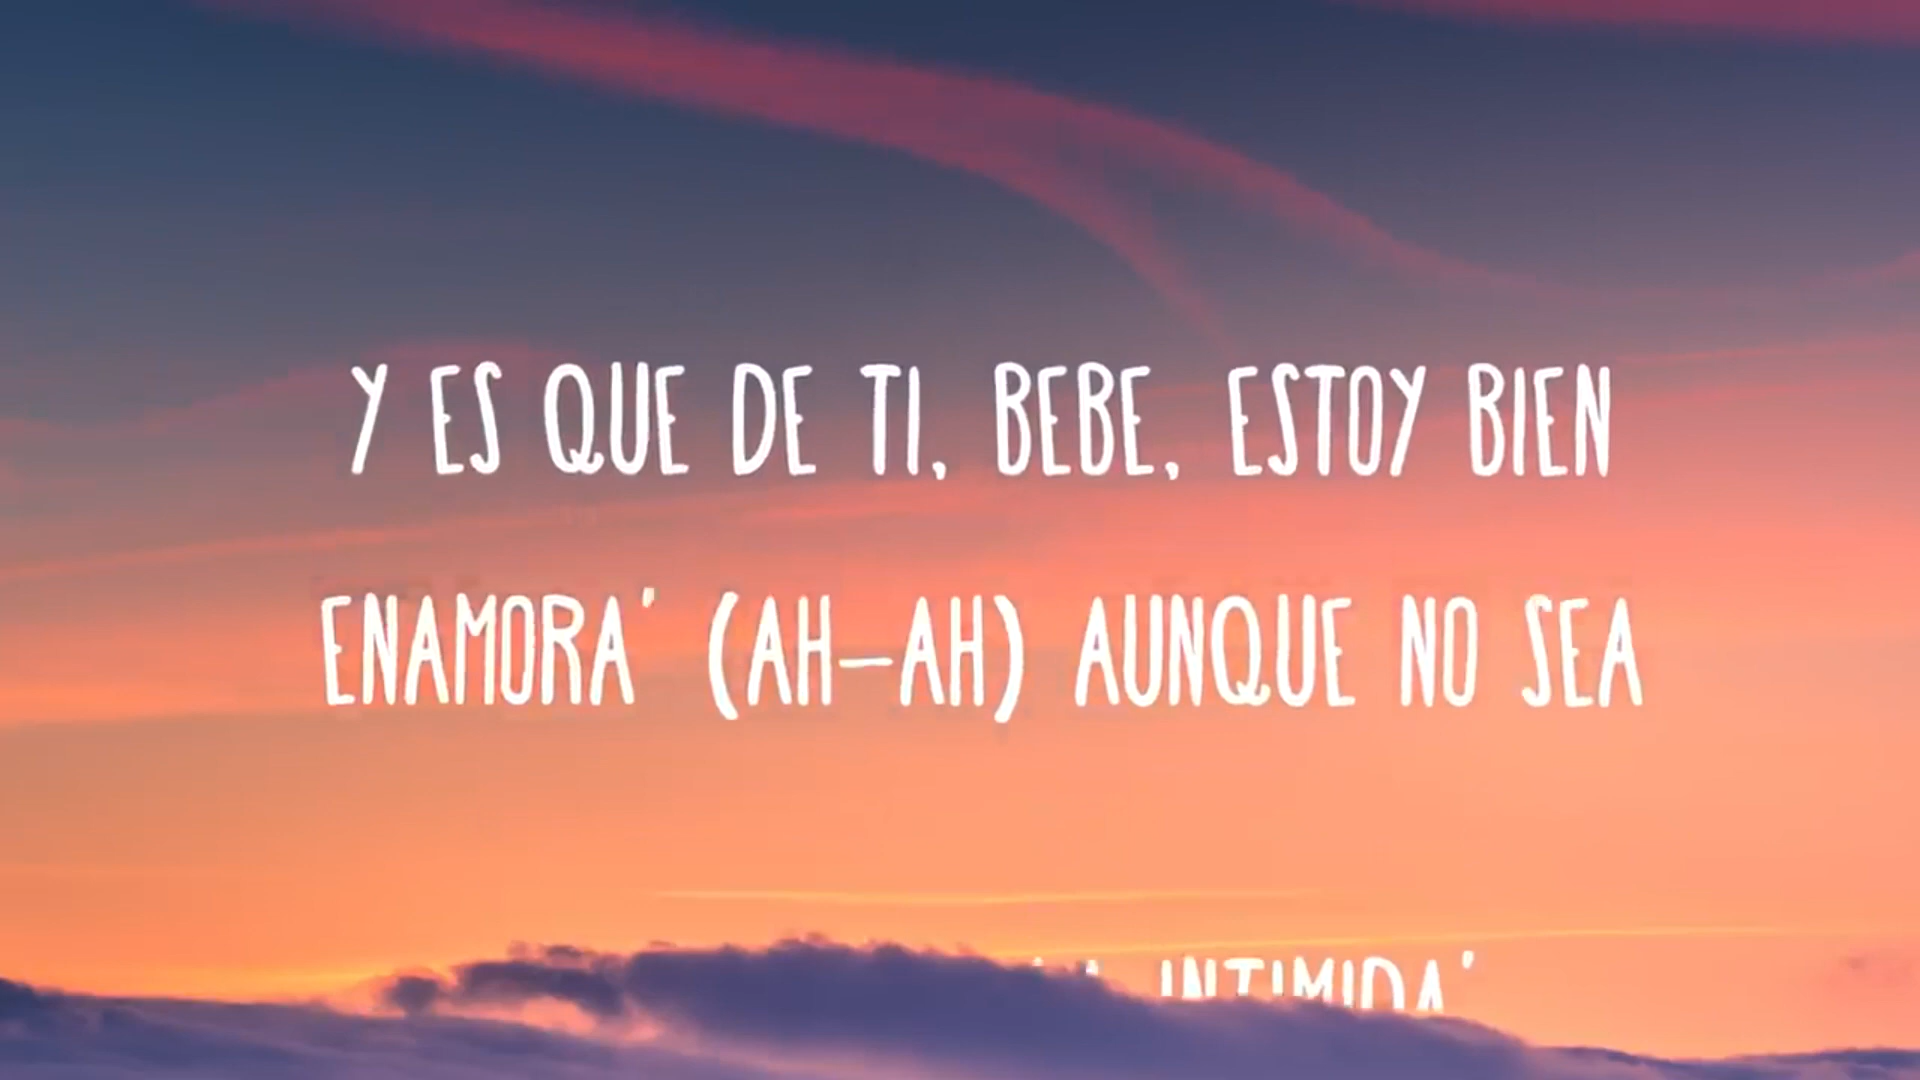 Y ES QUE DE TI, BEBE, ESTOY BIEN
ENAMORA' (AH-AH) AUNQUE NO SEA
INTIMIDA'